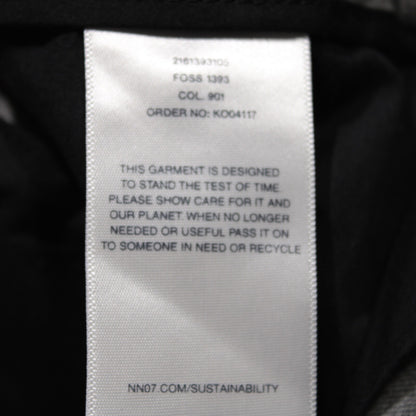 2161393105
FOSS 1393
COL. 901
ORDER NO: KO04117
THIS GARMENT IS DESIGNED
TO STAND THE TEST OF TIME.
PLEASE SHOW CARE FOR IT AND
OUR PLANET. WHEN NO LONGER
NEEDED OR USEFUL PASS IT ON
TO SOMEONE IN NEED OR RECYCLE
NN07.COM/SUSTAINABILITY